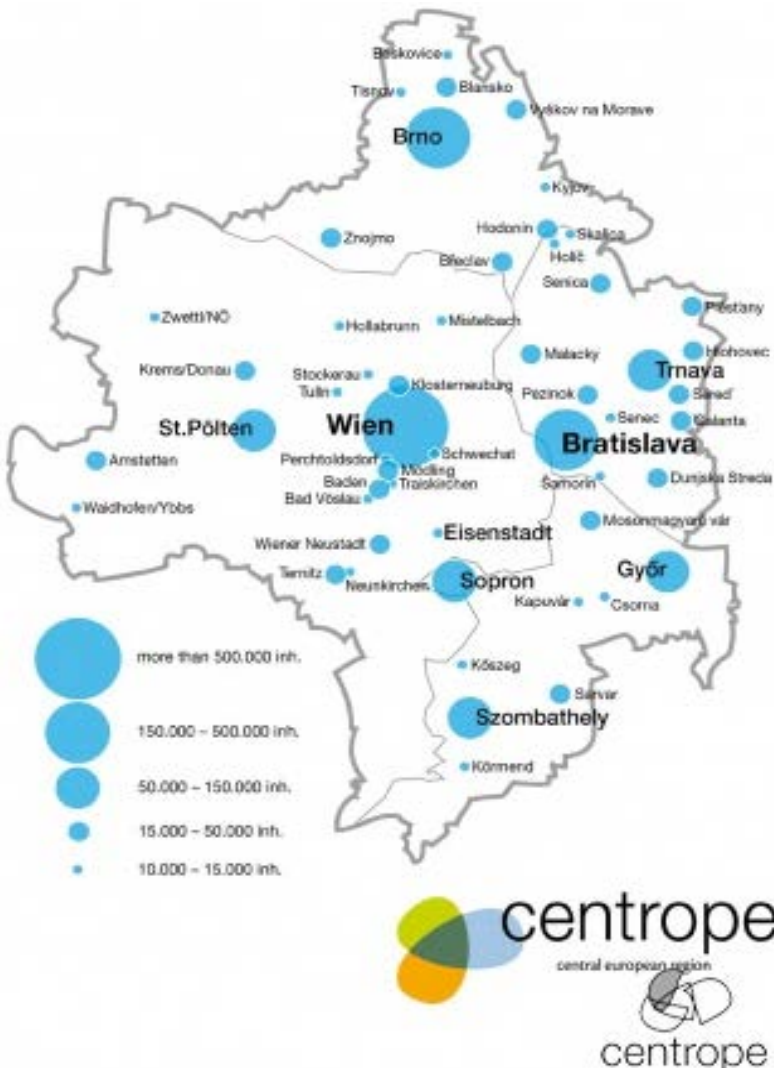 Boskovice
Tisnov
Blansko
Vyškov na Morave
Brno
Kyjov
Znojmo
Hodonín
Skalica
Holič
Břeclav
Senica
Piešťany
Zwettl/NÖ
Hollabrunn
Mistelbach
Malacky
Hlohovec
Trnava
Krems/Donau
Stockerau
Tulln
Klosterneuburg
Pezinok
Sereď
St.Pölten
Wien
Senec
Galanta
Bratislava
Amstetten
Perchtoldsdorf
Schwechat
Mödling
Baden
Traiskirchen
Bad Vöslau
Šamorín
Dunjska Streda
Waidhofen/Ybbs
Mosonmagyaró vár
Eisenstadt
Wiener Neustadt
Ternitz
Neunkirchen
Sopron
Győr
Kapuvár
Csorna
Kőszeg
Sárvár
Szombathely
Körmend
more than 500.000 inh.
150.000 – 500.000 inh.
50.000 – 150.000 inh.
15.000 – 50.000 inh.
10.000 – 15.000 inh.
centrope
central european region
centrope